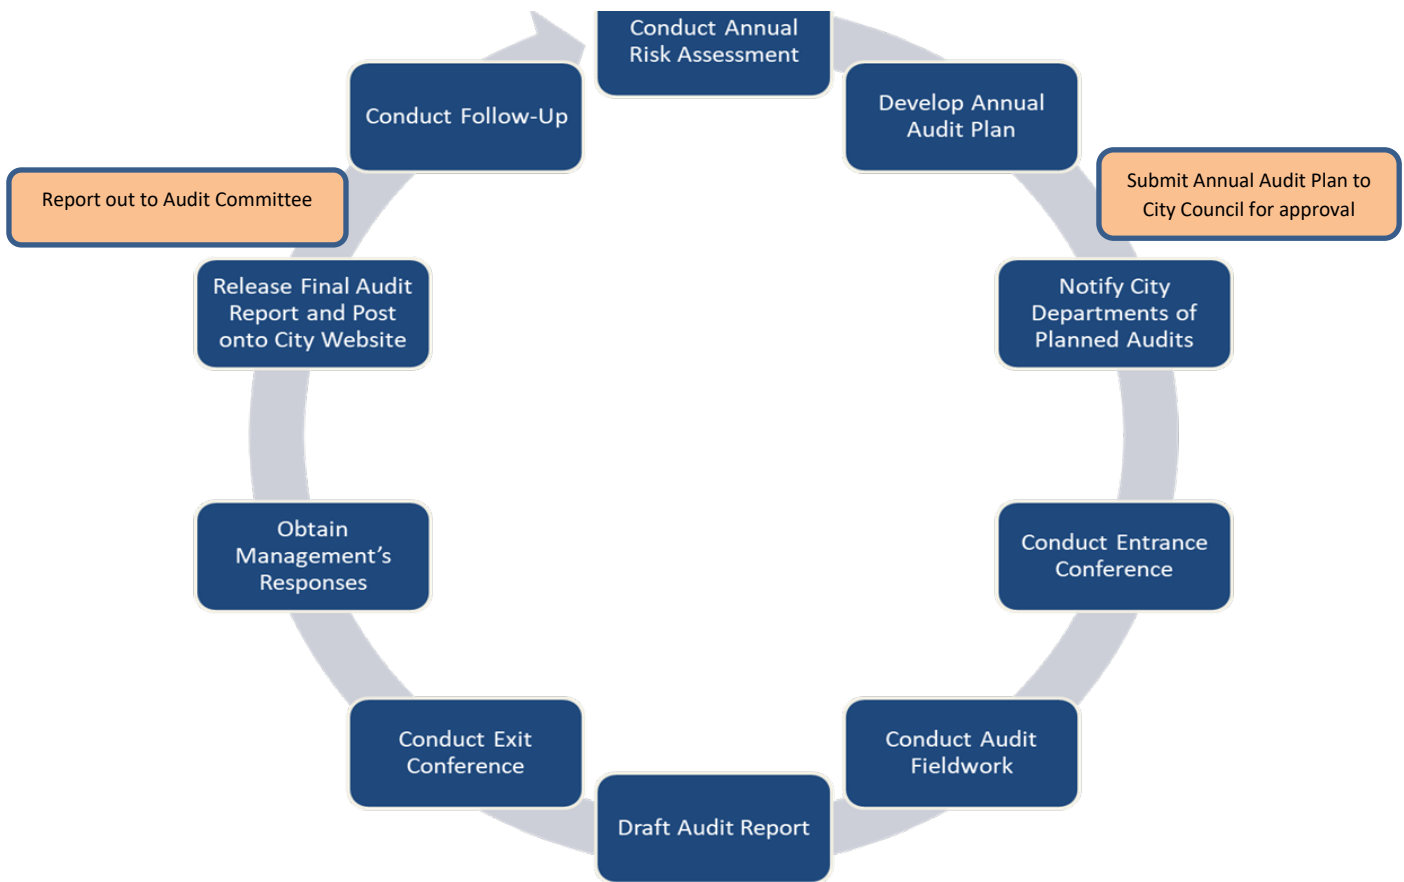 Conduct Annual
Risk Assessment
Develop Annual
Audit Plan
Submit Annual Audit Plan to
City Council for approval
Notify City
Departments of
Planned Audits
Conduct Entrance
Conference
Conduct Audit
Fieldwork
Draft Audit Report
Conduct Exit
Conference
Obtain
Management’s
Responses
Release Final Audit
Report and Post
onto City Website
Report out to Audit Committee
Conduct Follow-Up